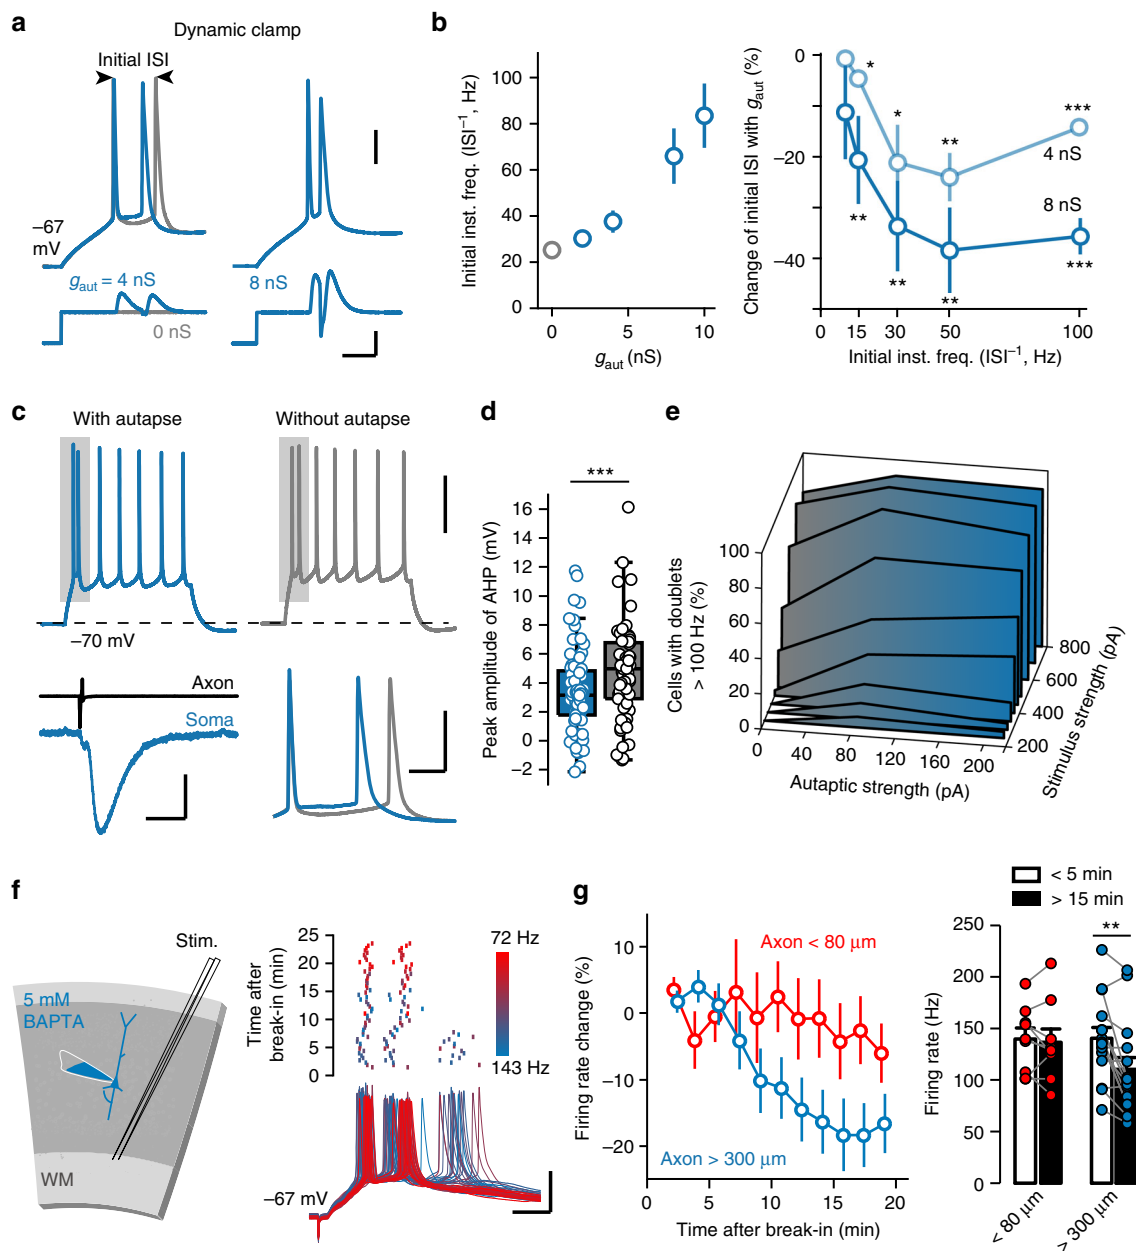 a
Dynamic clamp
Initial ISI
–67
mV
gaut = 4 nS
0 nS
8 nS
b
Initial inst. freq. (ISI–1, Hz)
100
80
60
40
20
0
0
5
10
gaut (nS)
Change of initial ISI with gaut (%)
0
–20
–40
*
*
**
***
4 nS
8 nS
**
**
**
***
0
15
30
50
100
Initial inst. freq. (ISI–1, Hz)
c
With autapse
Without autapse
–70 mV
Axon
Soma
d
***
Peak amplitude of AHP (mV)
16
14
12
10
8
6
4
2
0
–2
e
Cells with doublets
> 100 Hz (%)
100
80
60
40
20
0
0
40
80
120
160
200
Autaptic strength (pA)
200
400
600
800
Stimulus strength (pA)
f
Stim.
5 mM
BAPTA
WM
Time after
break-in (min)
25
20
15
10
5
0
72 Hz
143 Hz
–67 mV
g
Firing rate change (%)
10
0
–10
–20
Axon < 80 µm
Axon > 300 µm
0
5
10
15
20
Time after break-in (min)
< 5 min
> 15 min
Firing rate (Hz)
250
200
150
100
50
0
**
< 80 µm
> 300 µm